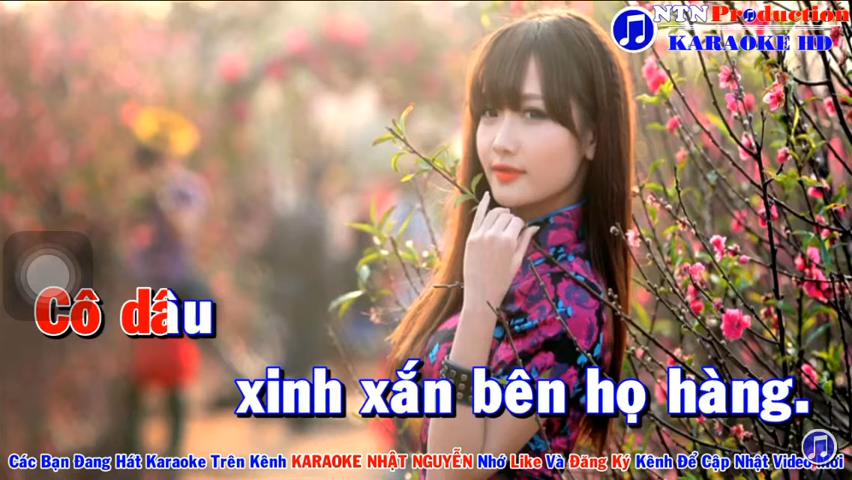 NTN Production
KARAOKE HD
Cô dâu
xinh xắn bên họ hàng.
Các Bạn Đang Hát Karaoke Trên Kênh KARAOKE NHẬT NGUYỄN Nhớ Like Và Đăng Ký Kênh Để Cập Nhật Video Mới